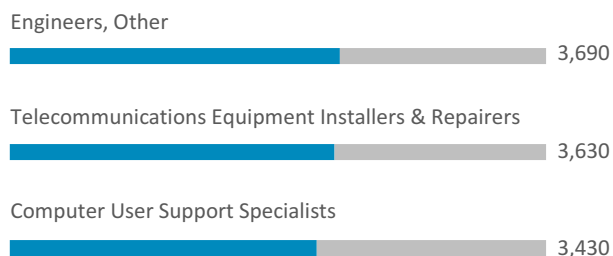 Engineers, Other
3,690
Telecommunications Equipment Installers & Repairers
3,630
Computer User Support Specialists
3,430